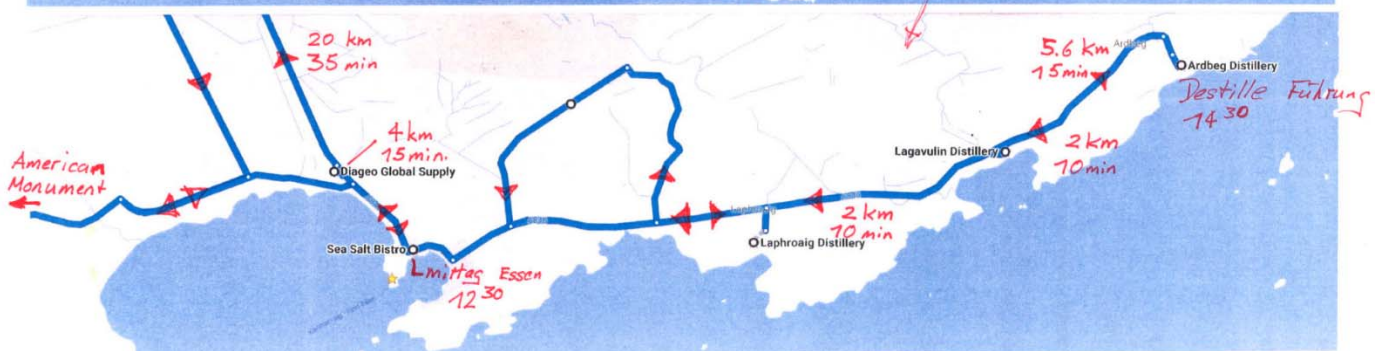 20 km
35 min
American
Monument
4 km
15 min.
Diageo Global Supply
Sea Salt Bistro
mittag Essen
12 30
Laphroaig
2 km
10 min
Laphroaig Distillery
Lagavulin Distillery
2 km
10 min
5.6 km
15 min
Ardbeg
Ardbeg Distillery
Destille Führung
14 30